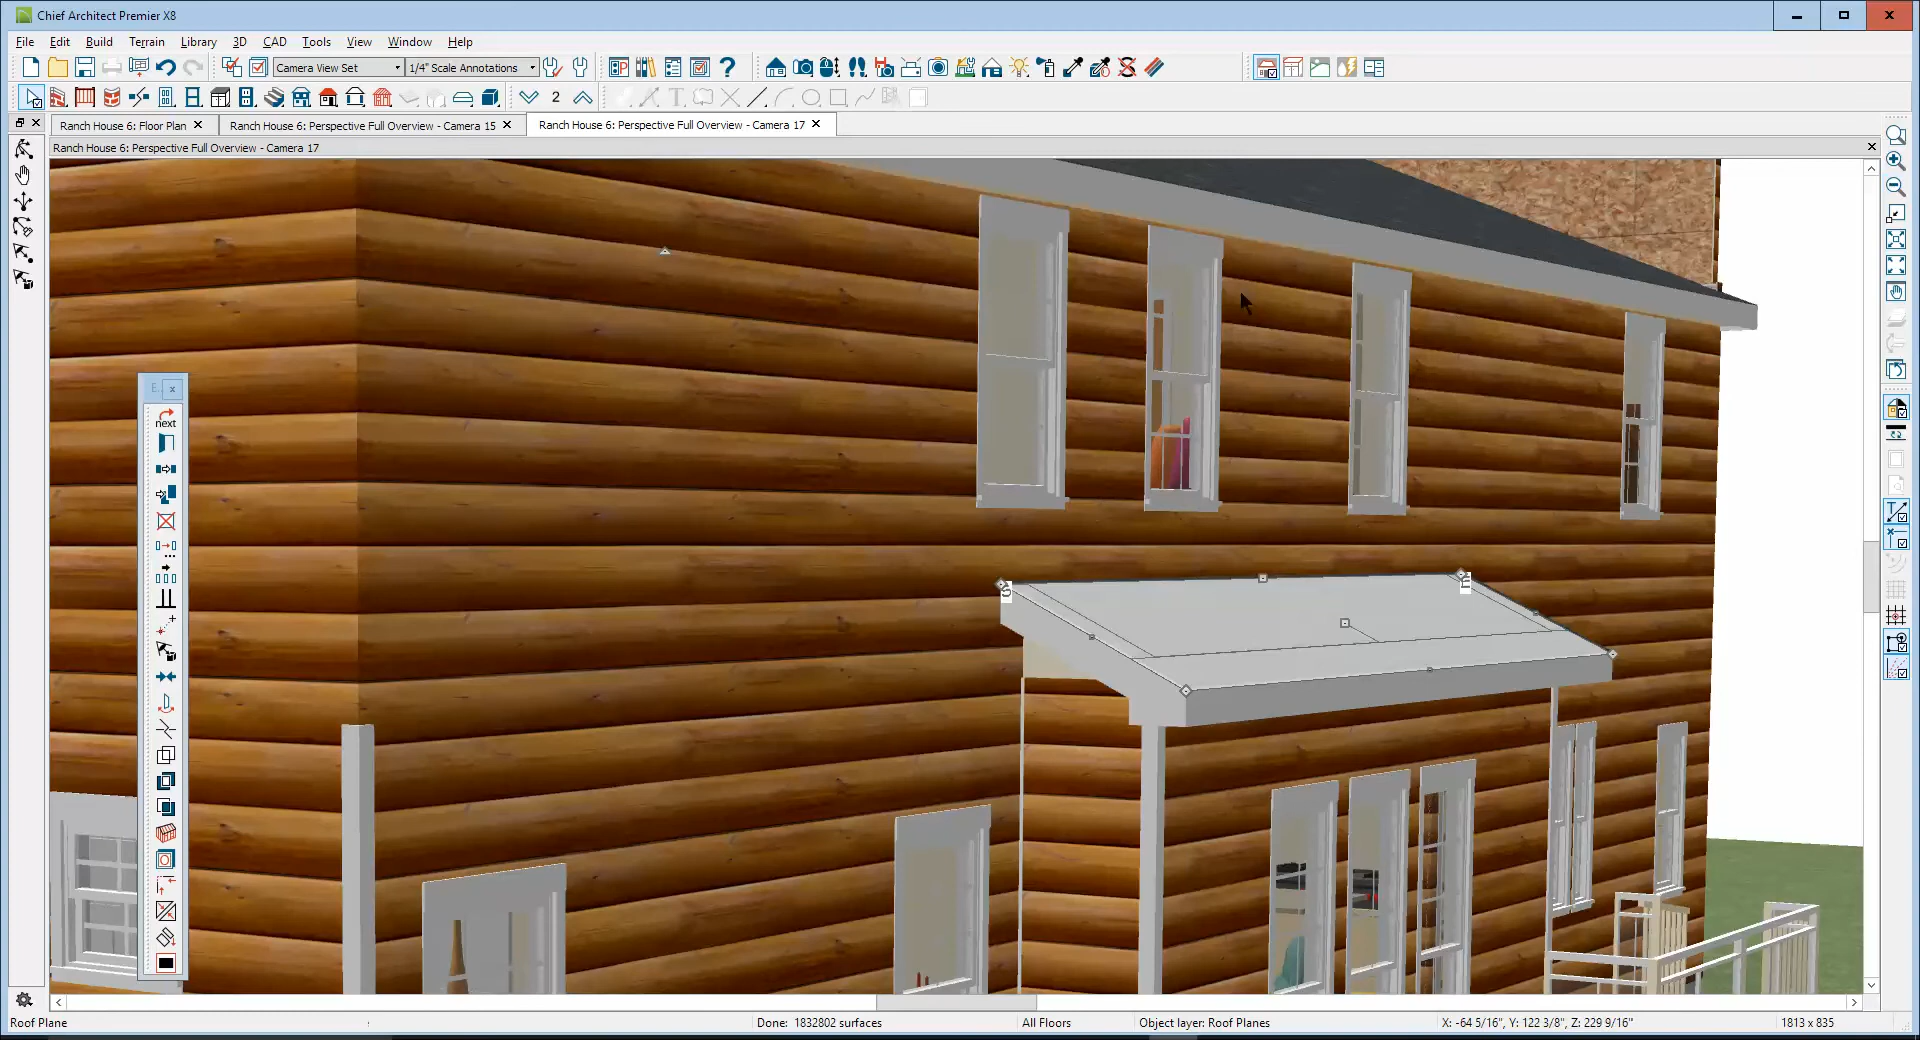 Chief Architect Premier X8
File Edit Build Terrain Library 3D CAD Tools View Window Help
Camera View Set 1/4" Scale Annotations
2
Ranch House 6: Floor Plan Ranch House 6: Perspective Full Overview - Camera 15 Ranch House 6: Perspective Full Overview - Camera 17
Ranch House 6: Perspective Full Overview - Camera 17
E
next
Roof Plane : Done: 1832802 surfaces All Floors Object layer: Roof Planes X: -64 5/16", Y: 122 3/8", Z: 229 9/16" 1813 x 835